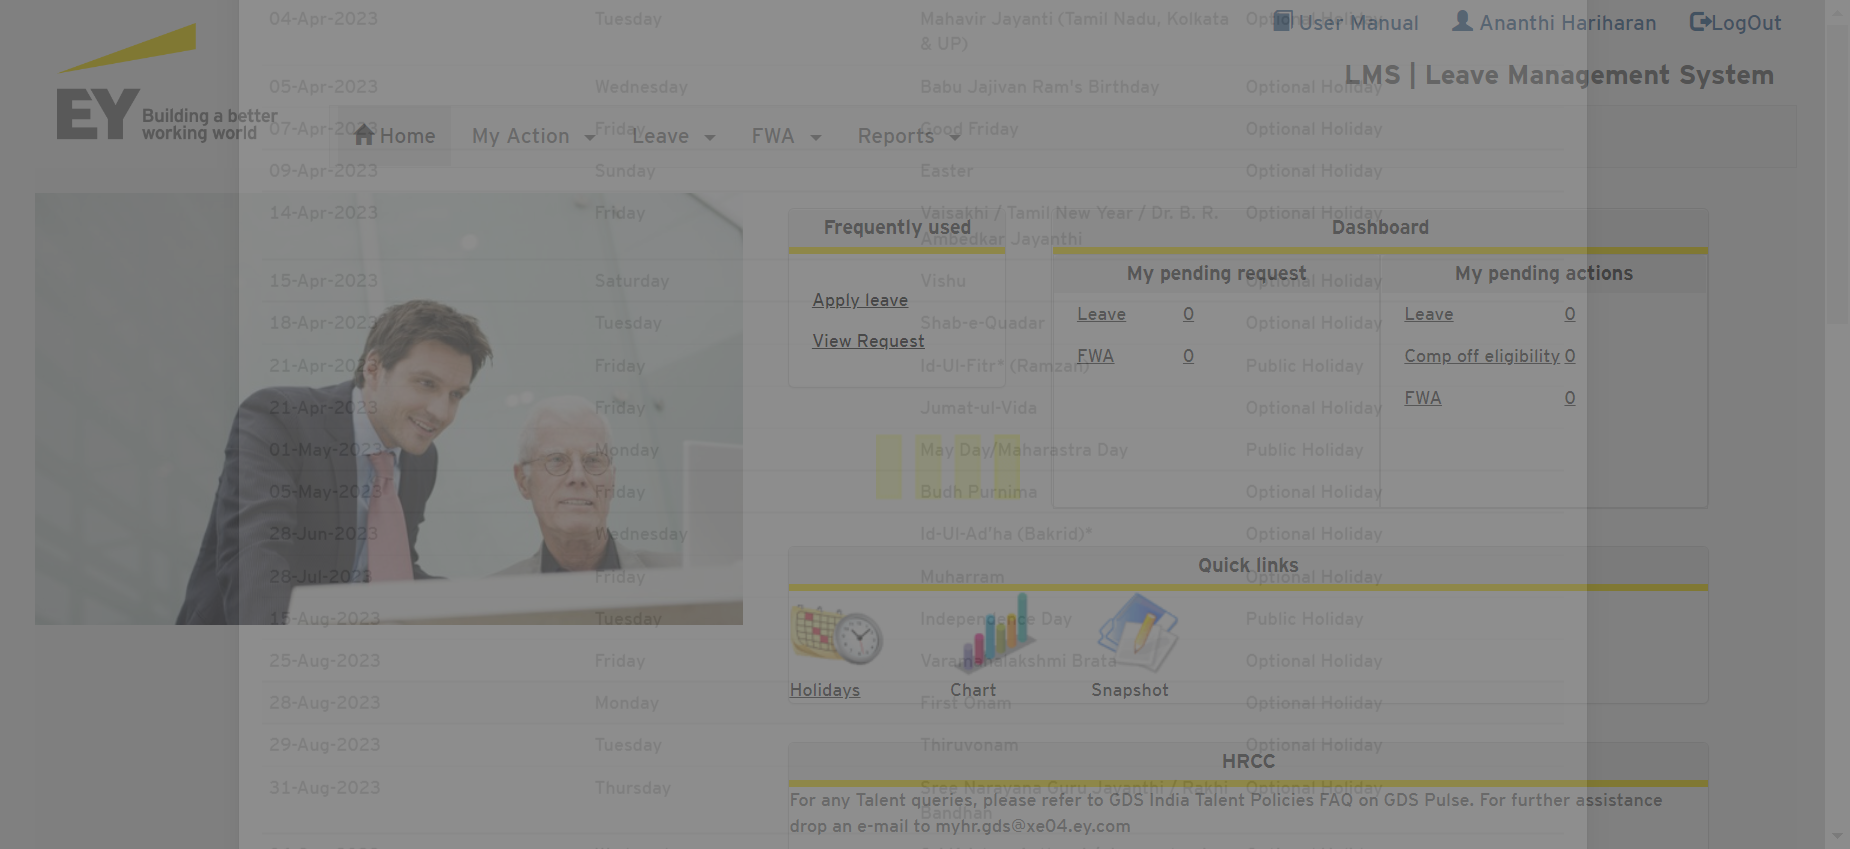 User Manual Ananthi Hariharan LogOut
LMS | Leave Management System
EY Building a better
working world
Home My Action Leave FWA Reports
04-Apr-2023 Tuesday Mahavir Jayanti (Tamil Nadu, Kolkata & UP) Optional Holiday
05-Apr-2023 Wednesday Babu Jajivan Ram's Birthday Optional Holiday
07-Apr-2023 Friday Good Friday Optional Holiday
09-Apr-2023 Sunday Easter Optional Holiday
14-Apr-2023 Friday Vaisakhi / Tamil New Year / Dr. B. R. Ambedkar Jayanthi Optional Holiday
15-Apr-2023 Saturday Vishu Optional Holiday
18-Apr-2023 Tuesday Shab-e-Quadar Optional Holiday
21-Apr-2023 Friday Id-Ul-Fitr* (Ramzan) Public Holiday
21-Apr-2023 Friday Jumat-ul-Vida Optional Holiday
01-May-2023 Monday May Day/Maharastra Day Public Holiday
05-May-2023 Friday Budh Purnima Optional Holiday
28-Jun-2023 Wednesday Id-Ul-Ad'ha (Bakrid)* Optional Holiday
28-Jul-2023 Friday Muharram Optional Holiday
15-Aug-2023 Tuesday Independence Day Public Holiday
25-Aug-2023 Friday Varamahalakshmi Brata Optional Holiday
28-Aug-2023 Monday First Onam Optional Holiday
29-Aug-2023 Tuesday Thiruvonam Optional Holiday
31-Aug-2023 Thursday Sree Narayana Guru Jayanthi / Rakhi Bandhan Optional Holiday
Frequently used
Apply leave
View Request
Dashboard
My pending request
Leave 0
FWA 0
My pending actions
Leave 0
Comp off eligibility 0
FWA 0
Quick links
Holidays Chart Snapshot
HRCC
For any Talent queries, please refer to GDS India Talent Policies FAQ on GDS Pulse. For further assistance
drop an e-mail to myhr.gds@xe04.ey.com